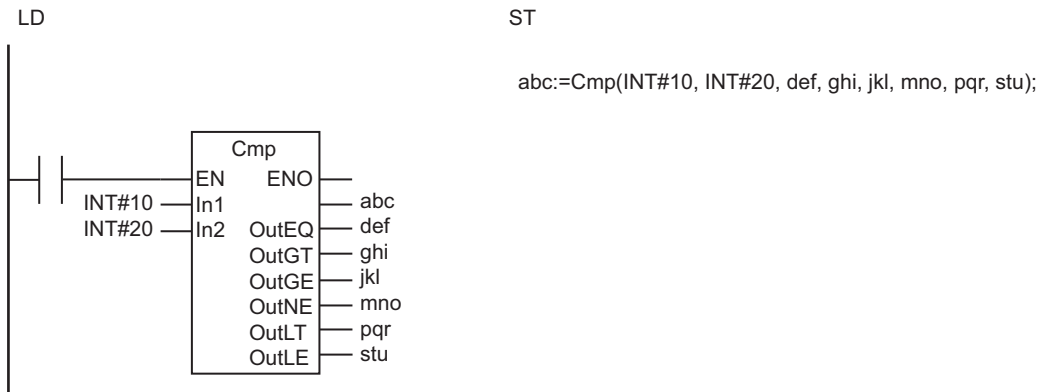 LD
ST
abc:=Cmp(INT#10, INT#20, def, ghi, jkl, mno, pqr, stu);
Cmp
EN ENO
INT#10 In1 abc
INT#20 In2 OutEQ def
OutGT ghi
OutGE jkl
OutNE mno
OutLT pqr
OutLE stu